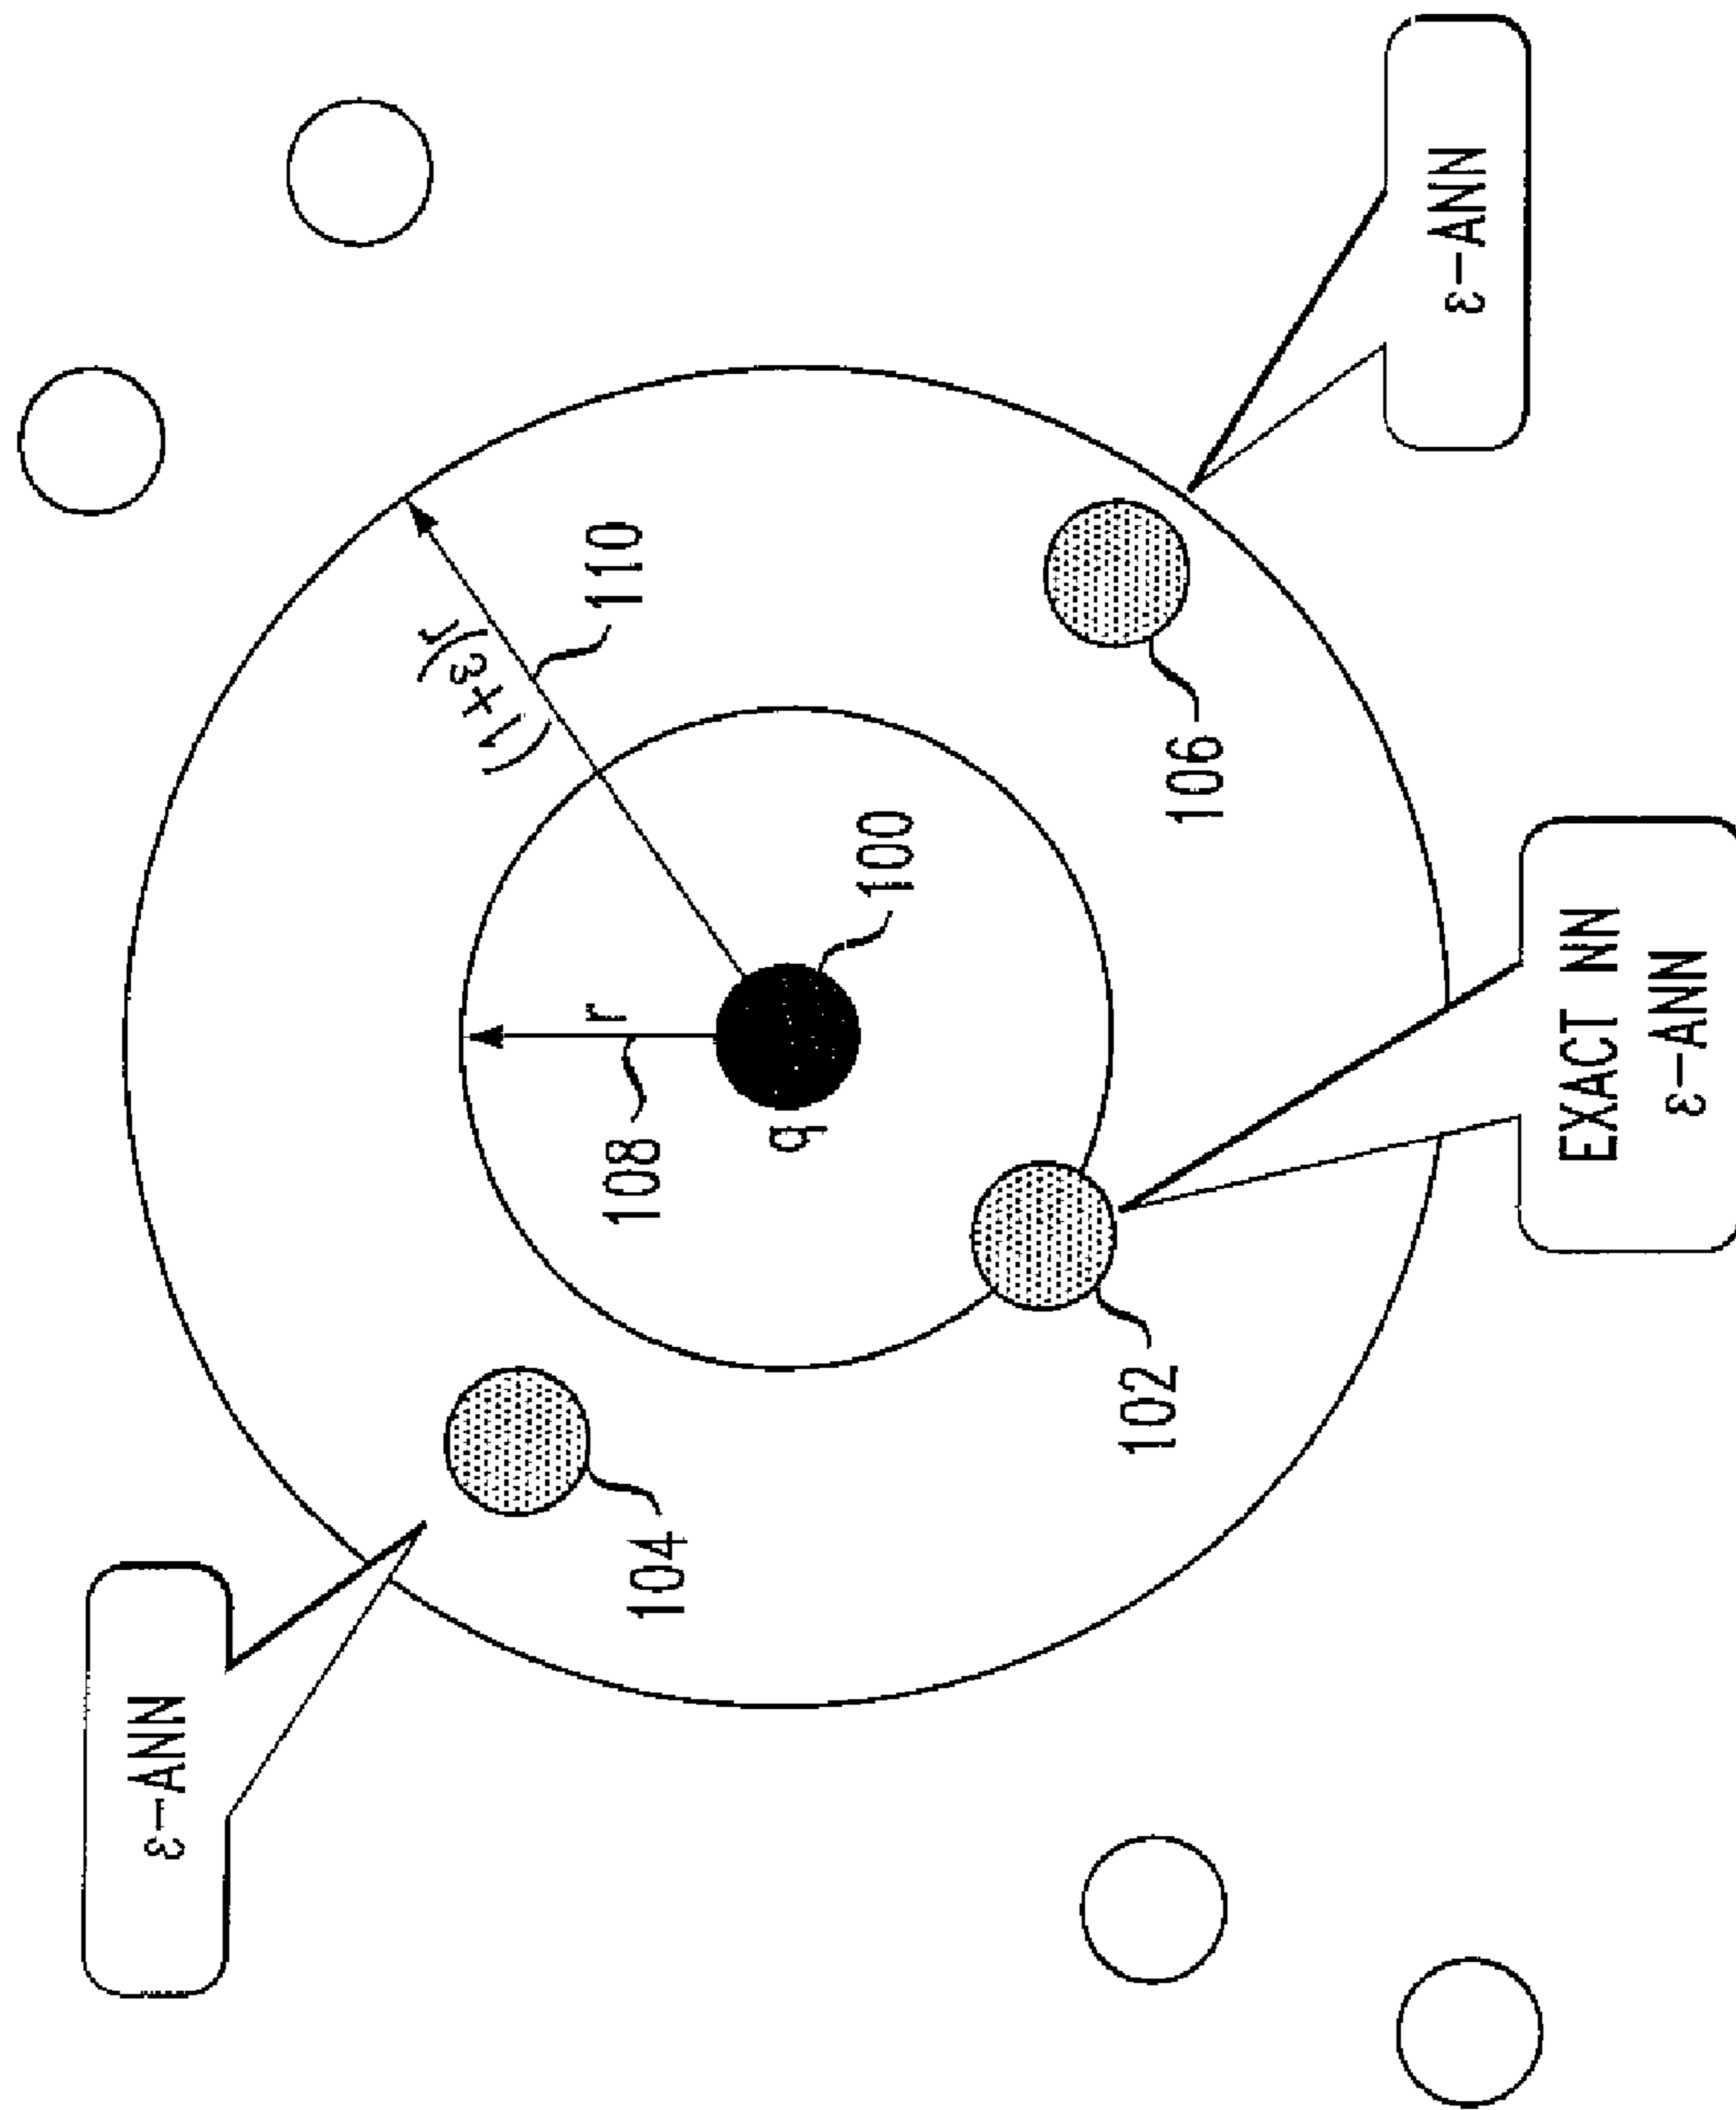 ε-ANN
(1+ε)r
r
110
108
104
q
100
102
106
ε-ANN
EXACT NN
ε-ANN